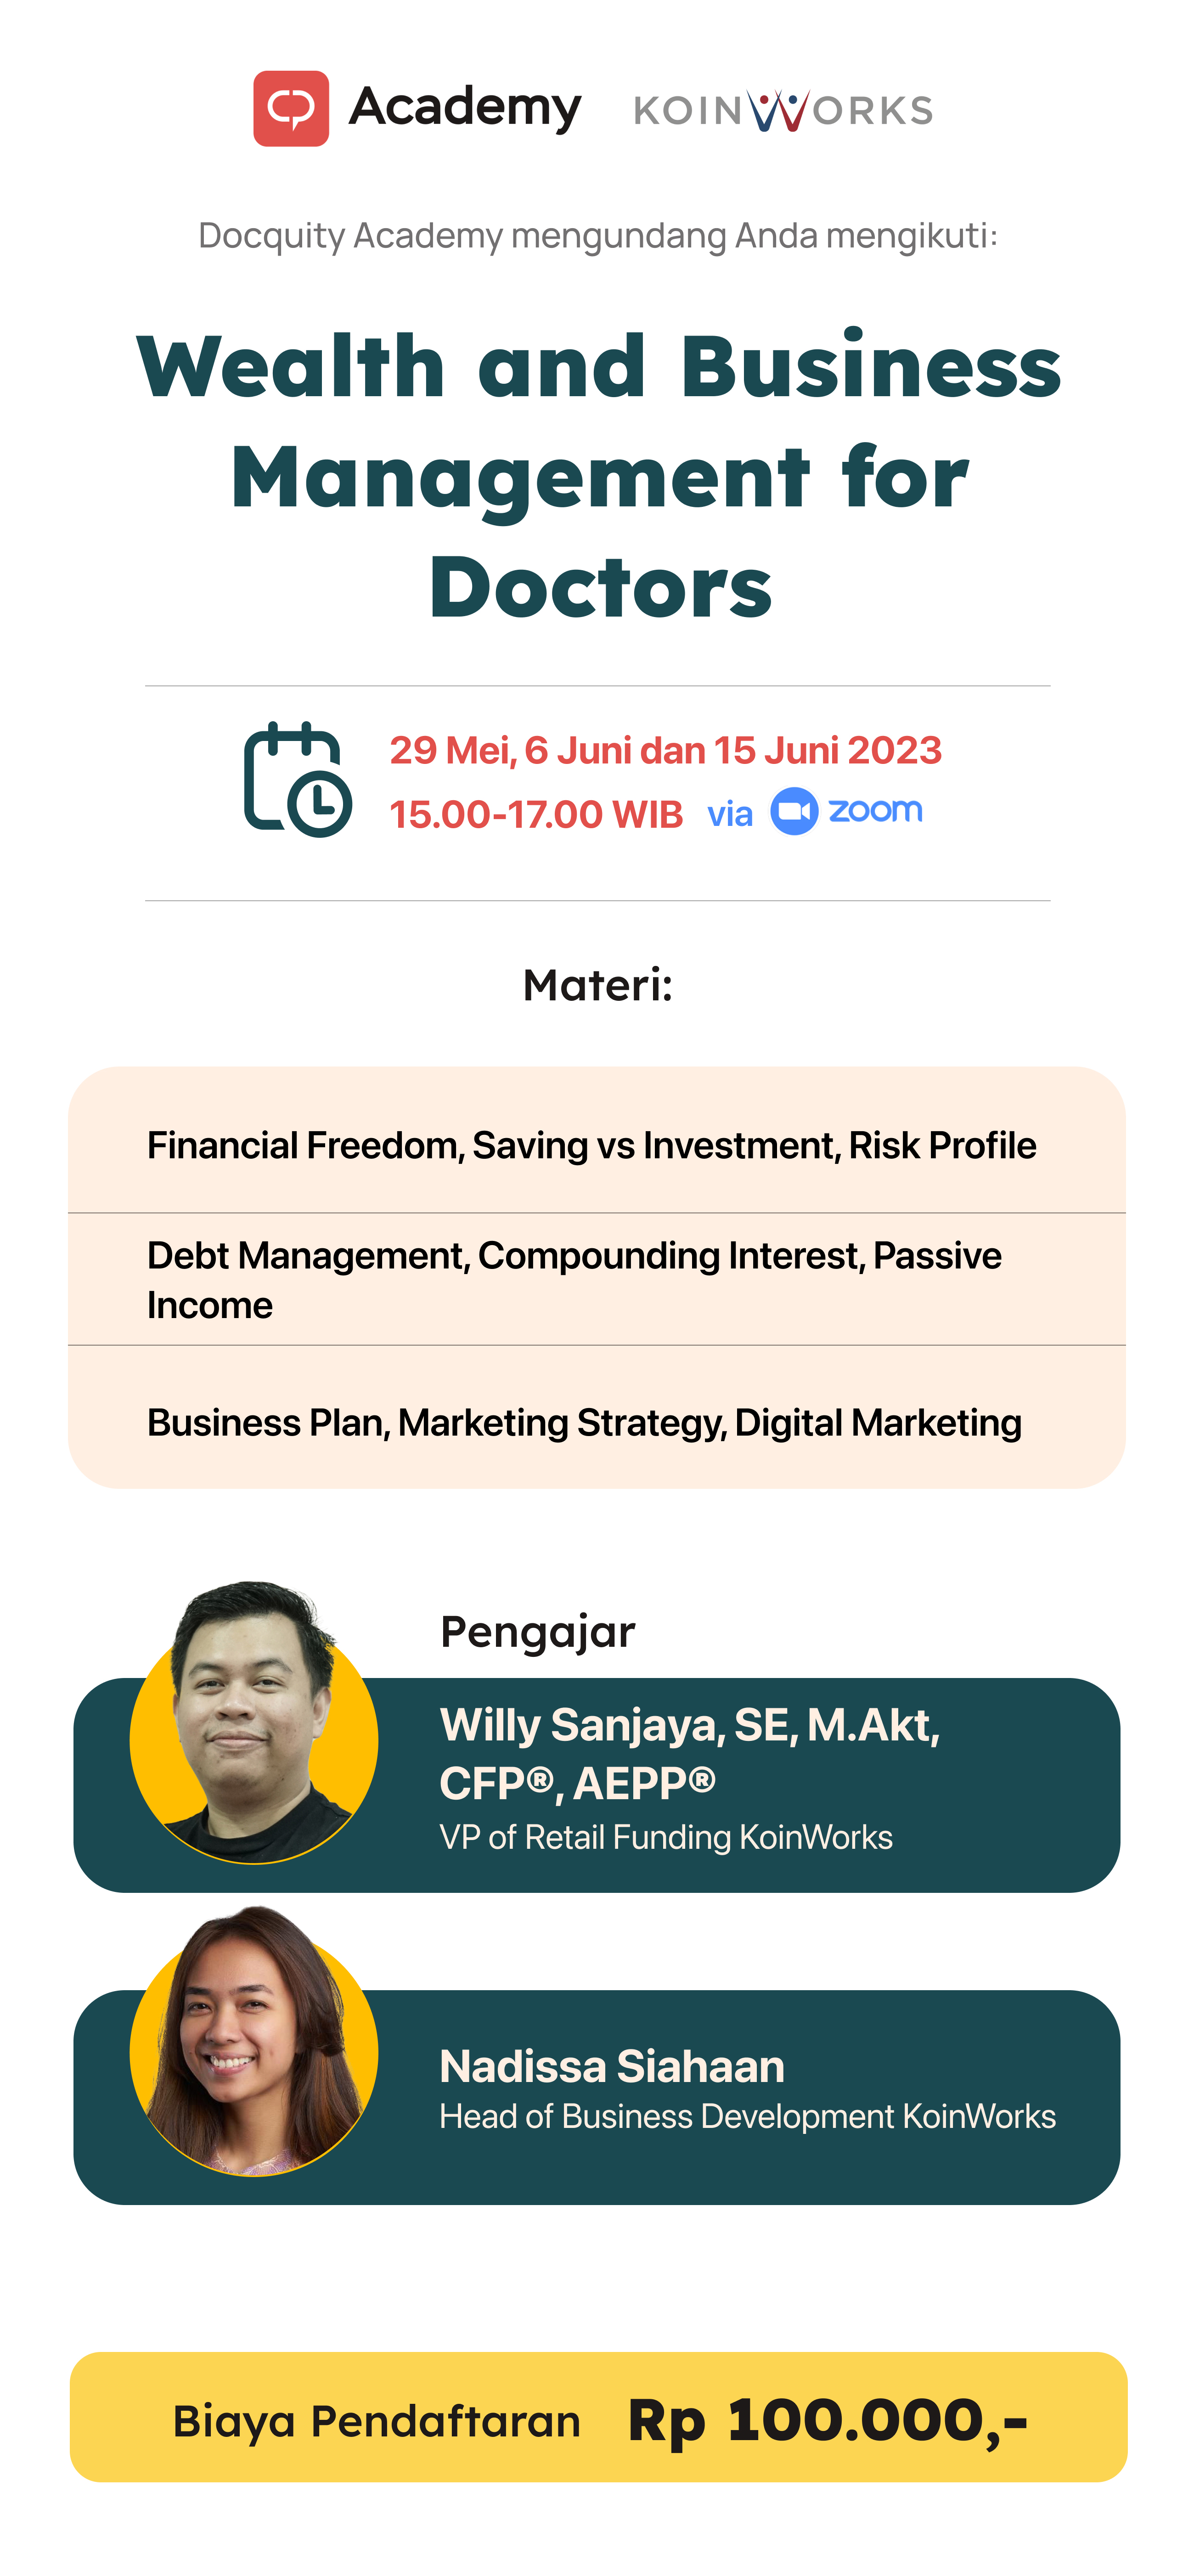 Academy KOINWORKS
Docquity Academy mengundang Anda mengikuti:
Wealth and Business
Management for
Doctors
29 Mei, 6 Juni dan 15 Juni 2023
15.00-17.00 WIB via zoom
Materi:
Financial Freedom, Saving vs Investment, Risk Profile
Debt Management, Compounding Interest, Passive
Income
Business Plan, Marketing Strategy, Digital Marketing
Pengajar
Willy Sanjaya, SE, M.Akt,
CFP®, AEPP®
VP of Retail Funding KoinWorks
Nadissa Siahaan
Head of Business Development KoinWorks
Biaya Pendaftaran Rp 100.000,-